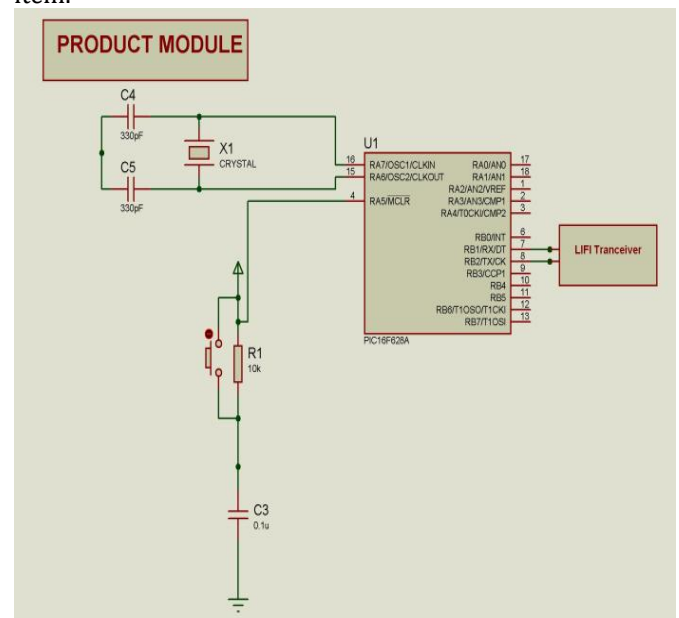 item.
PRODUCT MODULE
C4
330pF
C5
330pF
X1
CRYSTAL
U1
16 RA7/OSC1/CLKIN
15 RA6/OSC2/CLKOUT
4 RA5/MCLR
RA0/AN0 17
RA1/AN1 18
RA2/AN2/VREF 1
RA3/AN3/CMP1 2
RA4/T0CKI/CMP2 3
RB0/INT 6
RB1/RX/DT 7
RB2/TX/CK 8
RB3/CCP1 9
RB4 10
RB5 11
RB6/T1OSO/T1CKI 12
RB7/T1OSI 13
PIC16F628A
LIFI Tranceiver
R1
10k
C3
0.1u